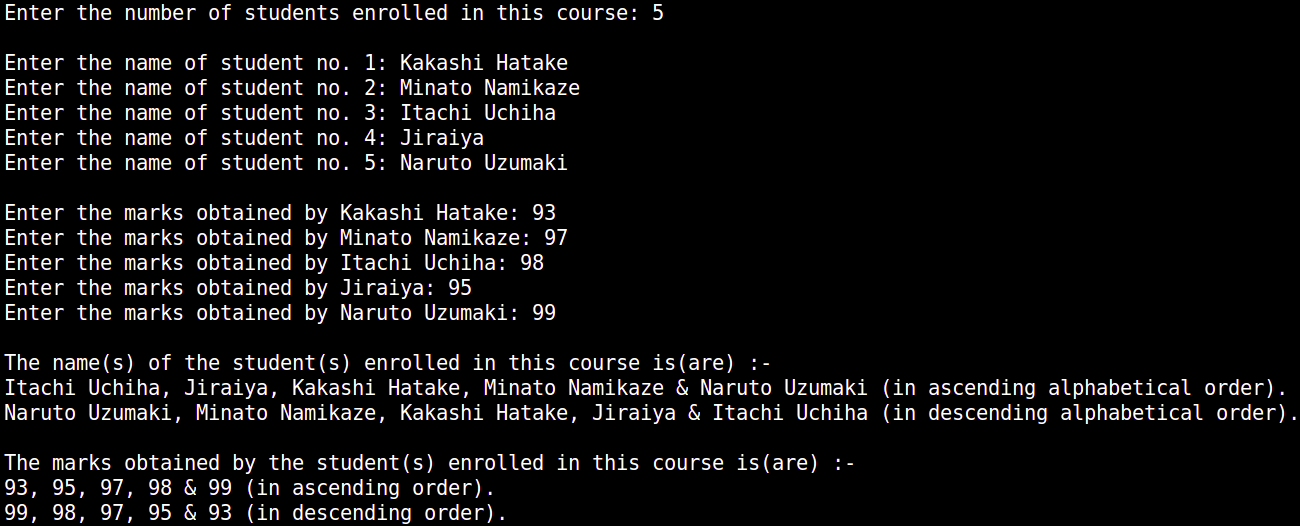 Enter the number of students enrolled in this course: 5
Enter the name of student no. 1: Kakashi Hatake
Enter the name of student no. 2: Minato Namikaze
Enter the name of student no. 3: Itachi Uchiha
Enter the name of student no. 4: Jiraiya
Enter the name of student no. 5: Naruto Uzumaki
Enter the marks obtained by Kakashi Hatake: 93
Enter the marks obtained by Minato Namikaze: 97
Enter the marks obtained by Itachi Uchiha: 98
Enter the marks obtained by Jiraiya: 95
Enter the marks obtained by Naruto Uzumaki: 99
The name(s) of the student(s) enrolled in this course is(are) :-
Itachi Uchiha, Jiraiya, Kakashi Hatake, Minato Namikaze & Naruto Uzumaki (in ascending alphabetical order).
Naruto Uzumaki, Minato Namikaze, Kakashi Hatake, Jiraiya & Itachi Uchiha (in descending alphabetical order).
The marks obtained by the student(s) enrolled in this course is(are) :-
93, 95, 97, 98 & 99 (in ascending order).
99, 98, 97, 95 & 93 (in descending order).